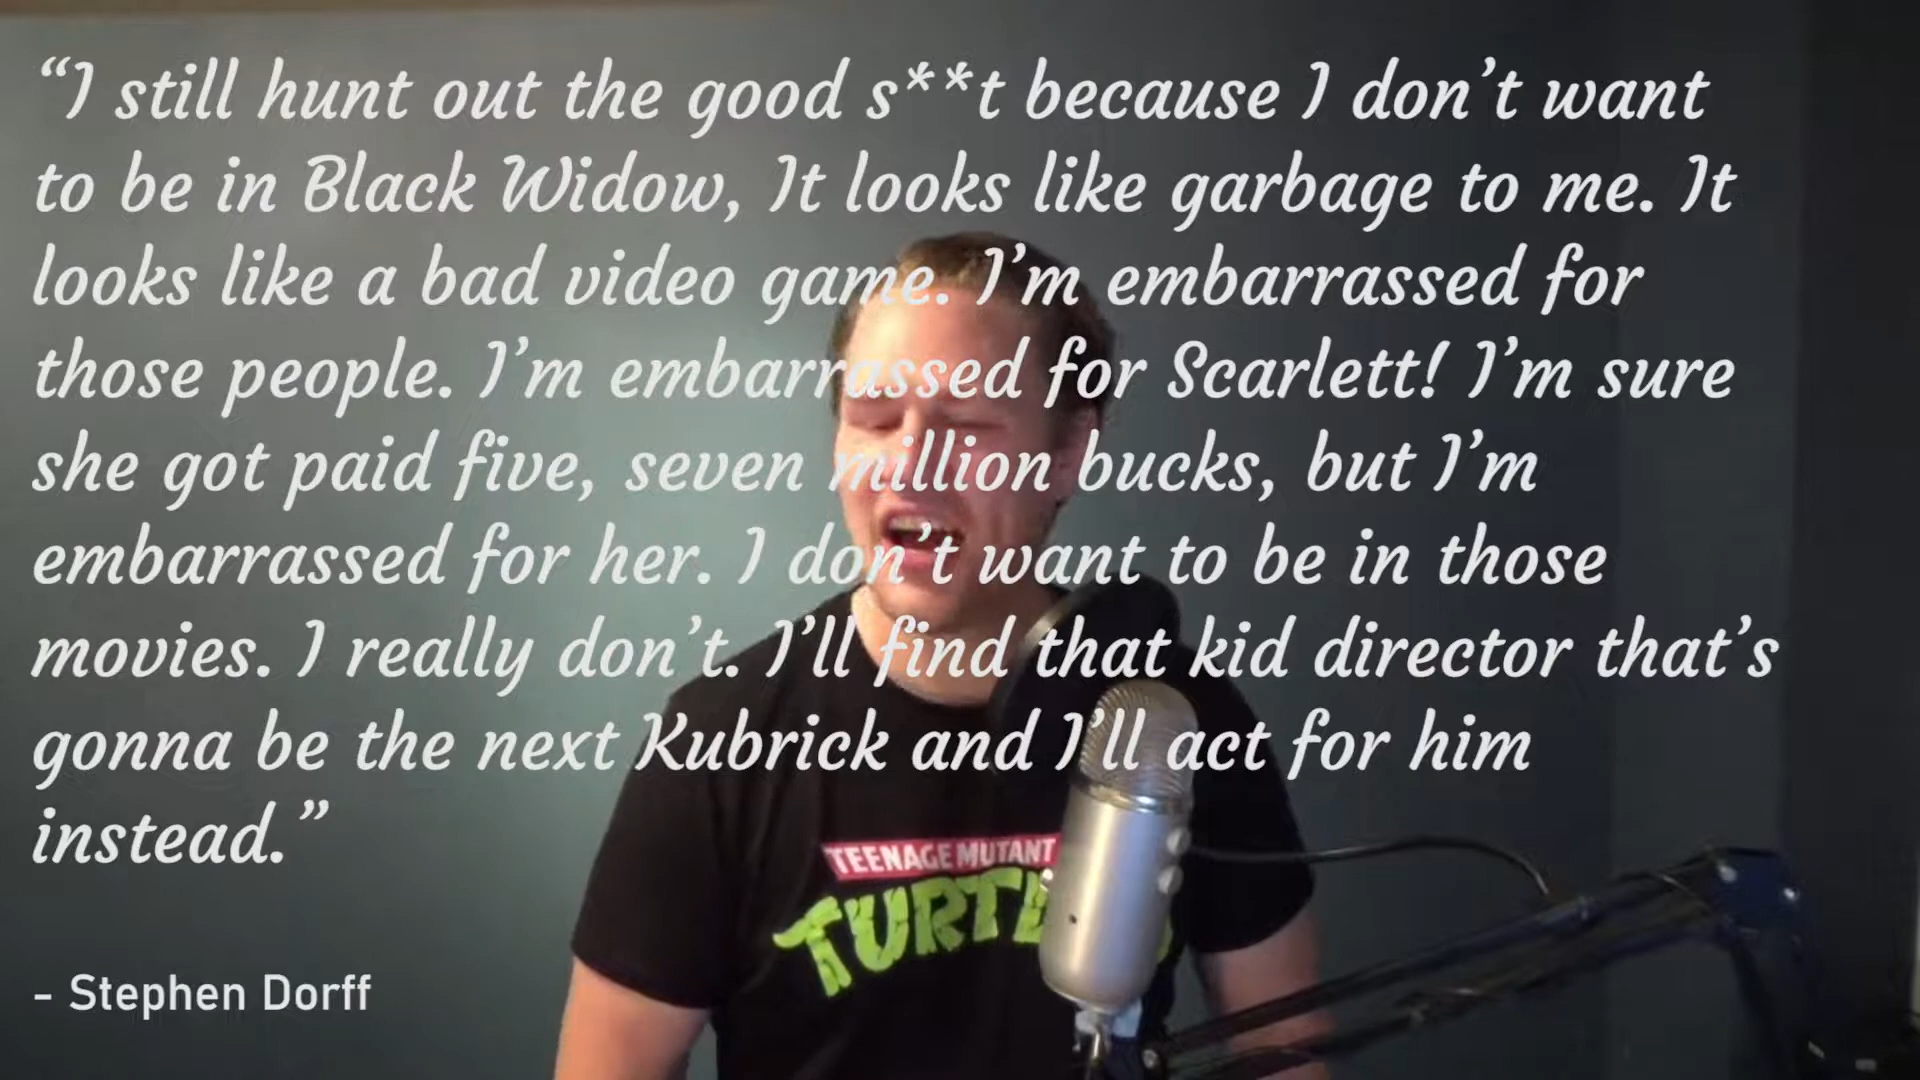 “I still hunt out the good s**t because I don’t want
to be in Black Widow, It looks like garbage to me. It
looks like a bad video game. I’m embarrassed for
those people. I’m embarrassed for Scarlett! I’m sure
she got paid five, seven million bucks, but I’m
embarrassed for her. I don’t want to be in those
movies. I really don’t. I’ll find that kid director that’s
gonna be the next Kubrick and I’ll act for him
instead.”
- Stephen Dorff
TEENAGE MUTANT